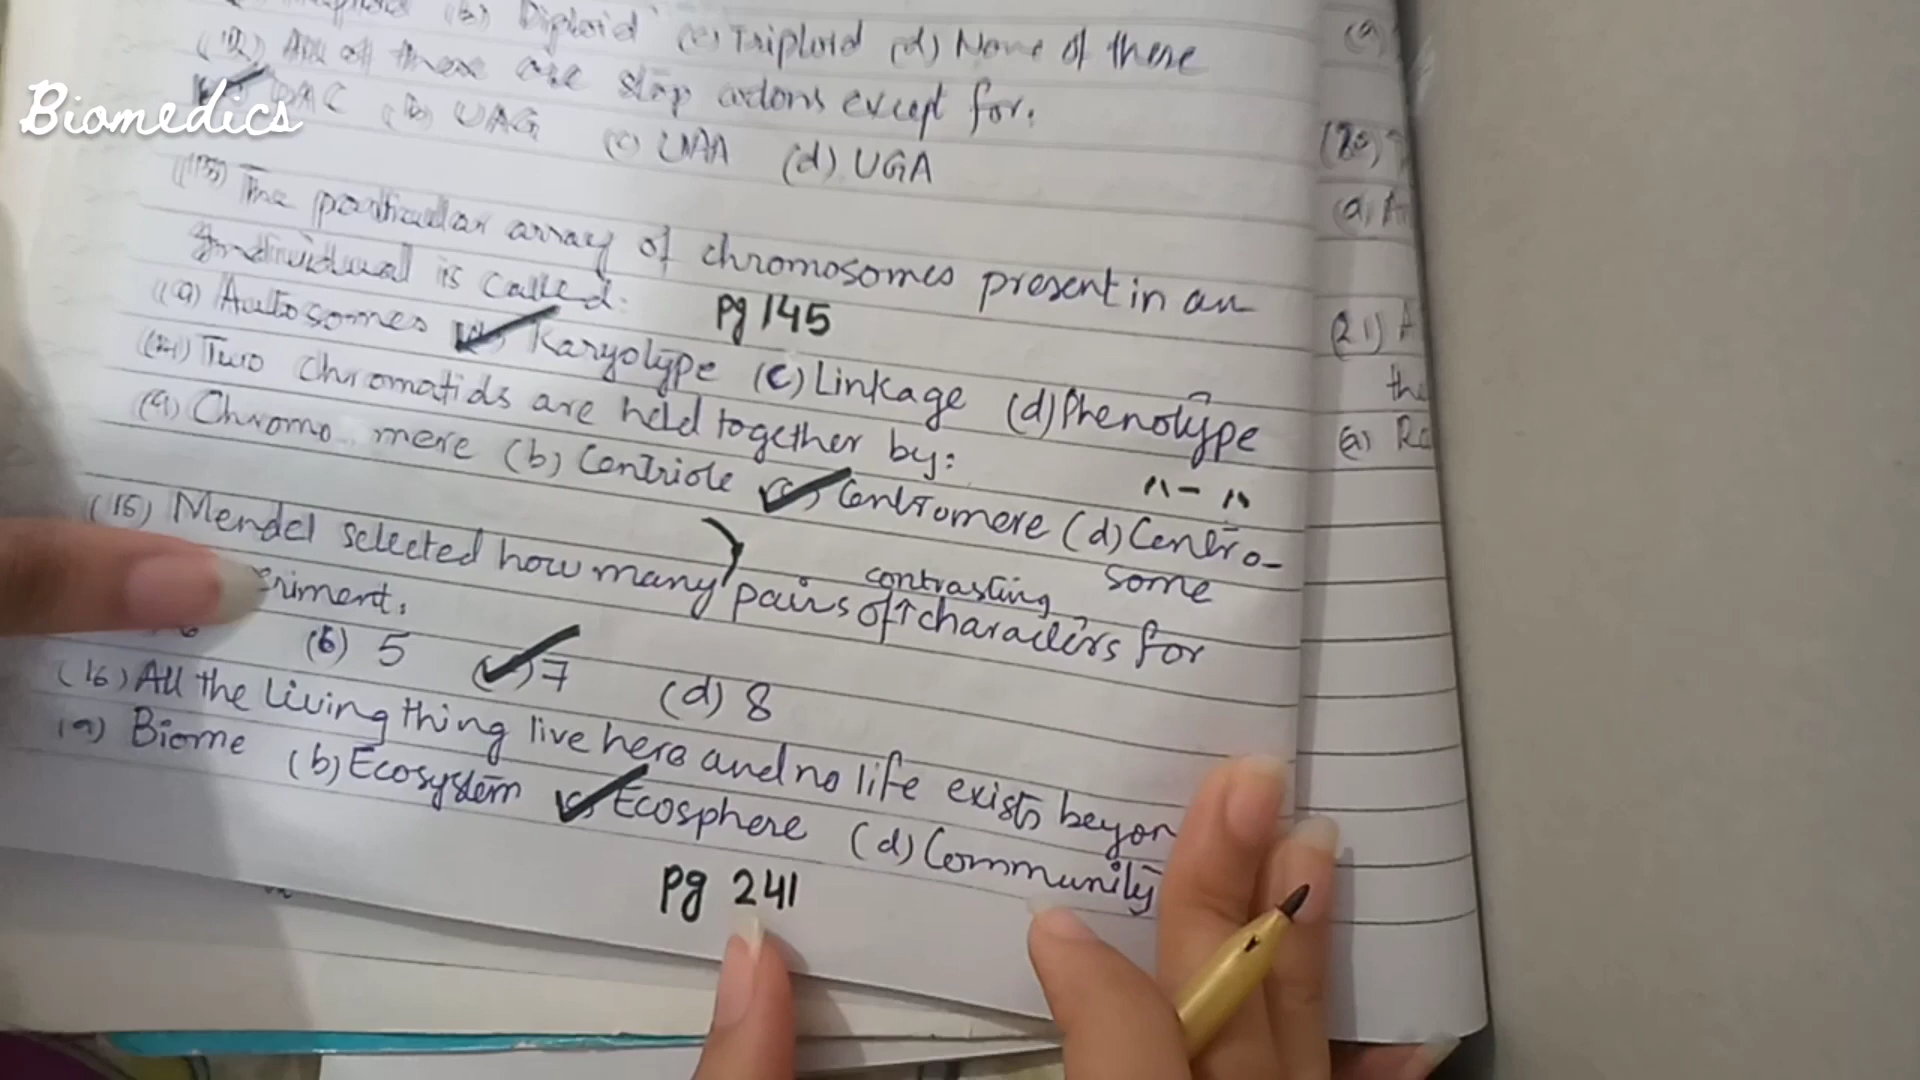 (b) Diploid (c) Triploid (d) None of these
(12) All of these are stop codons except for:
Biomedics
(b) UAG (c) UAA (d) UGA
(13) The particular array of chromosomes present in an
Individual is called: pg 145
(a) Autosomes Karyotype (c) Linkage (d) Phenotype
(14) Two Chromatids are held together by:
(a) Chromo mere (b) Centriole (c) Centromere (d) Centro-
some
(15) Mendel selected how many pairs of contrasting characters for
eriment.
(b) 5 (c) 7 (d) 8
(16) All the living thing live here and no life exists beyon
(a) Biome (b) Ecosystem (c) Ecosphere (d) Community
pg 241
(21) A
the
(a)